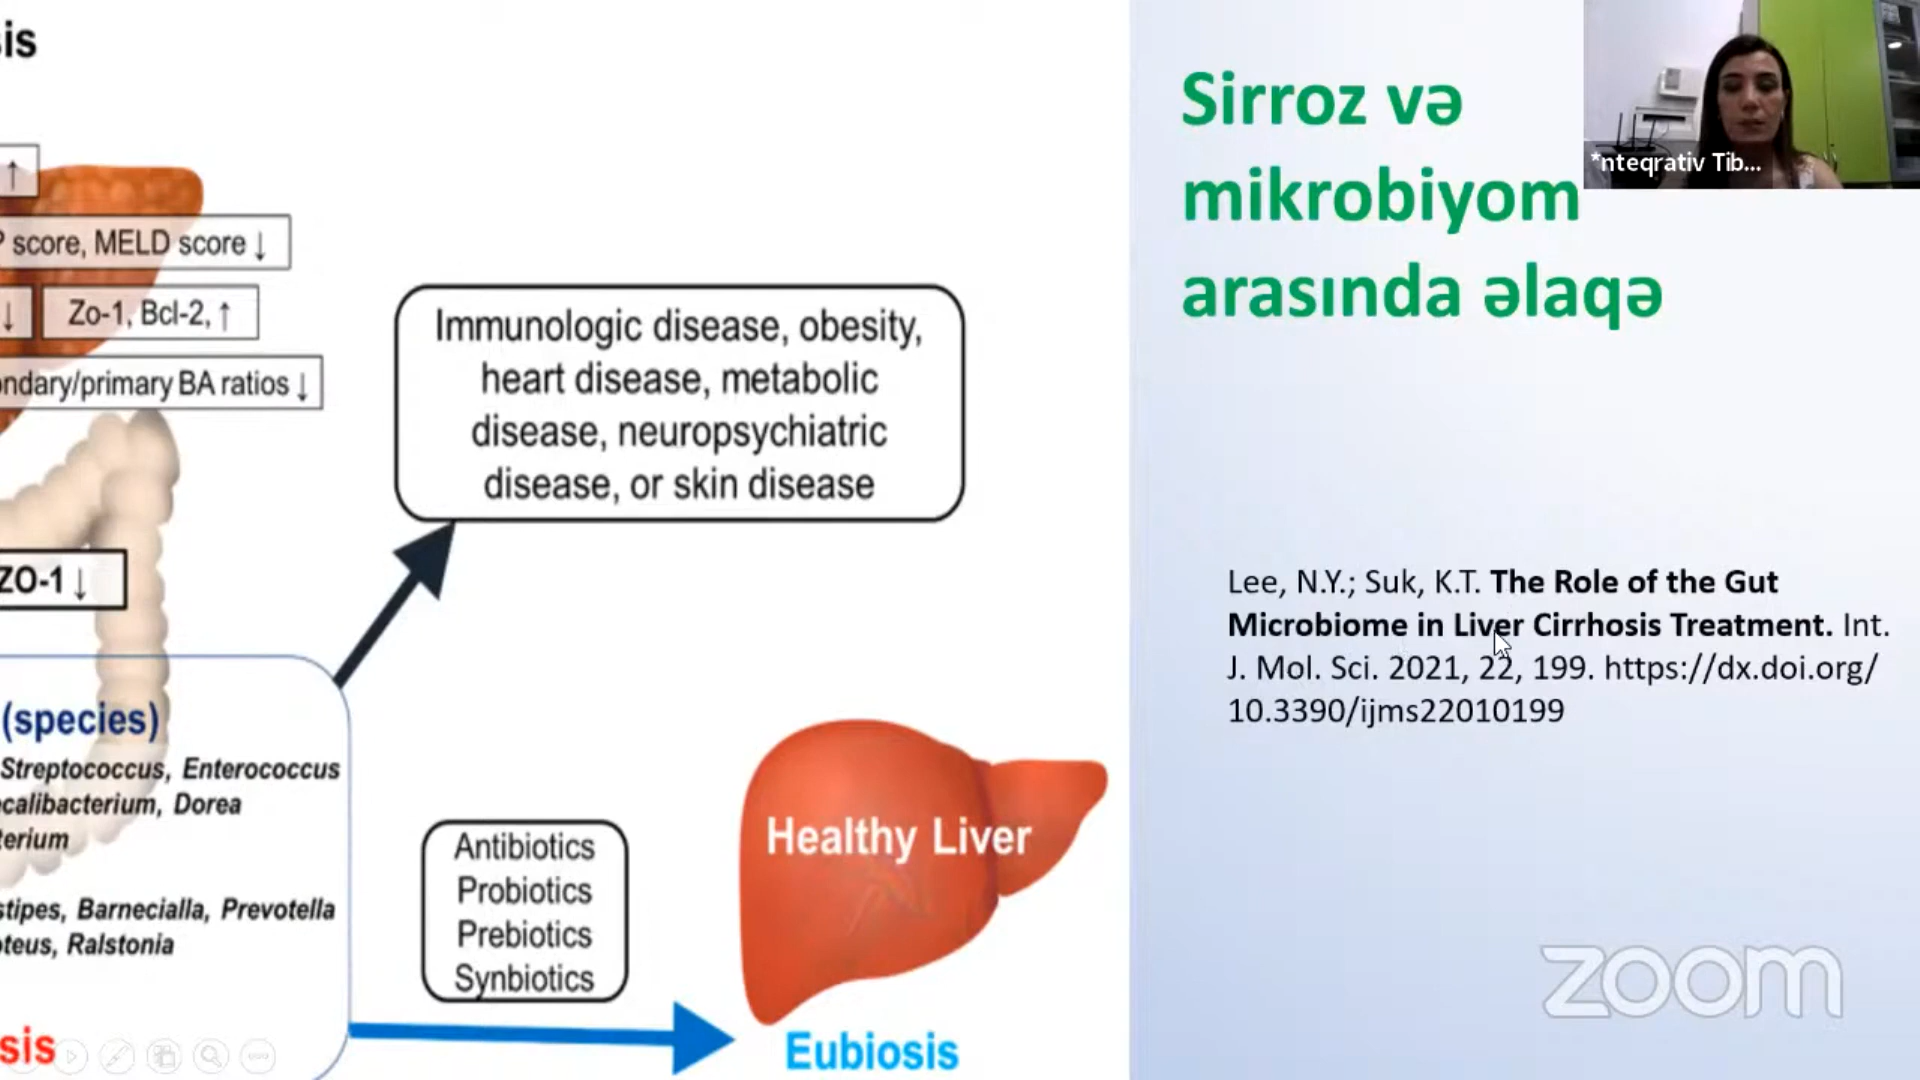 sis
↑
P score, MELD score ↓
↓
Zo-1, Bcl-2, ↑
ondary/primary BA ratios ↓
ZO-1 ↓
(species)
Streptococcus, Enterococcus
calibacterium, Dorea
terium
stipes, Barnecialla, Prevotella
oteus, Ralstonia
sis
Immunologic disease, obesity,
heart disease, metabolic
disease, neuropsychiatric
disease, or skin disease
Antibiotics
Probiotics
Prebiotics
Synbiotics
Healthy Liver
Eubiosis
Sirroz və
mikrobiyom
arasında əlaqə
*nteqrativ Tib...
Lee, N.Y.; Suk, K.T. The Role of the Gut
Microbiome in Liver Cirrhosis Treatment. Int.
J. Mol. Sci. 2021, 22, 199. https://dx.doi.org/
10.3390/ijms22010199
zoom